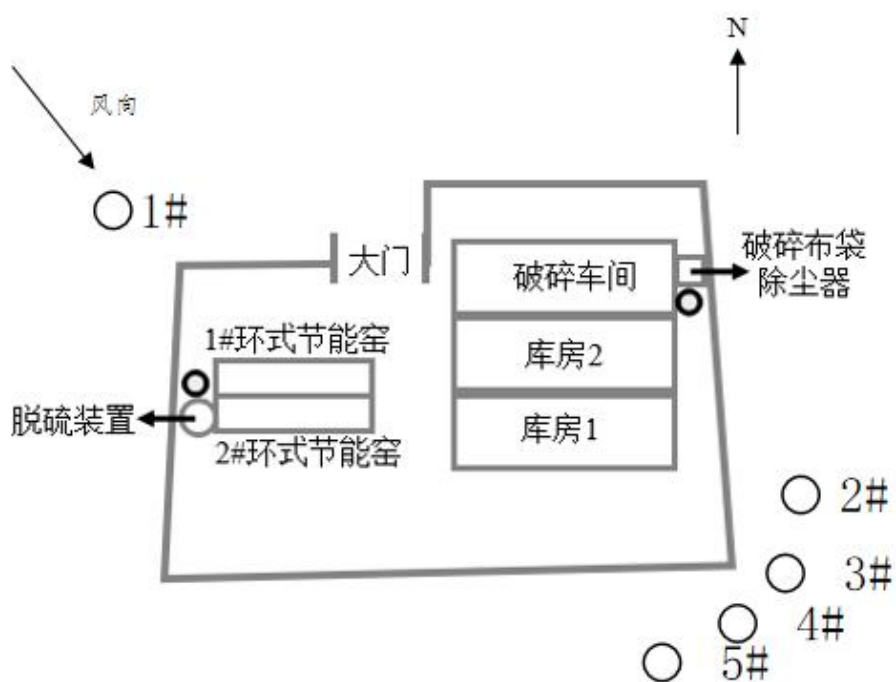 N
风向
1#
大门
破碎车间
破碎布袋
除尘器
1#环式节能窑
库房2
脱硫装置
库房1
2#环式节能窑
2#
3#
4#
5#